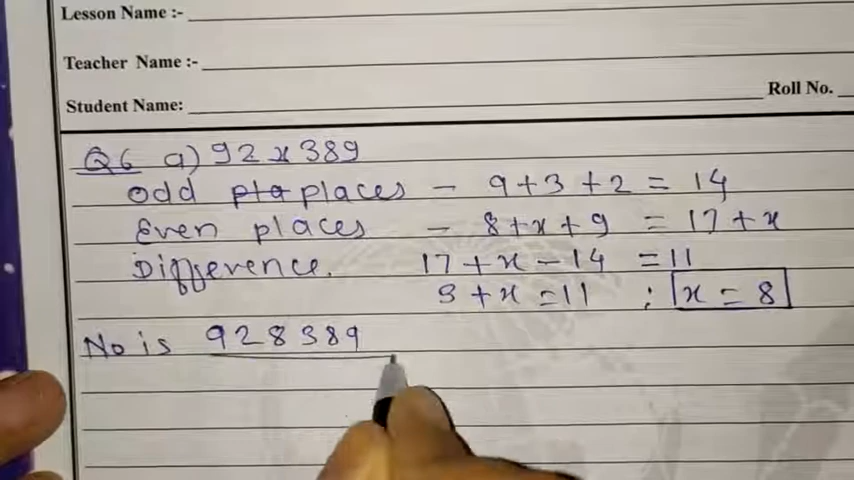 Lesson Name :-
Teacher Name :-
Roll No.
Student Name:
Q6 a) 92x389
Odd places - 9+3+2 = 14
Even places - 8+x+9 = 17+x
Difference. 17+x-14 = 11
3+x=11 ; x = 8
No is 928389